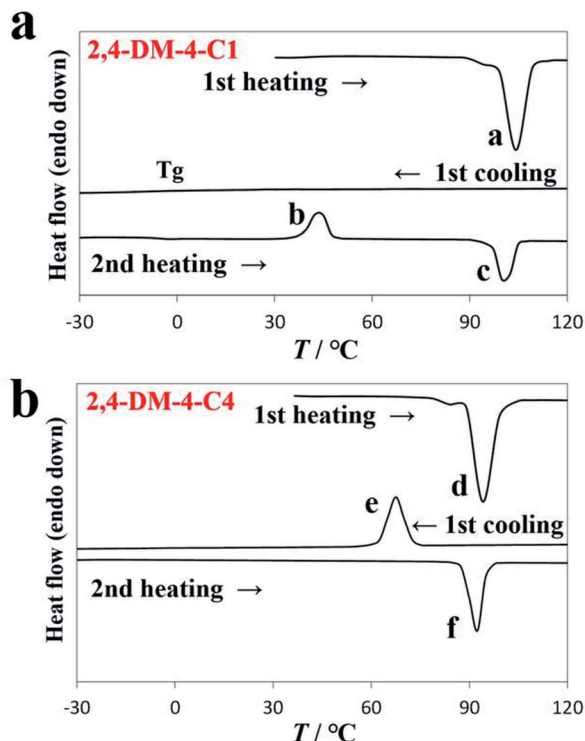 a
2,4-DM-4-C1
1st heating →
a
Tg
← 1st cooling
b
2nd heating →
c
Heat flow (endo down)
-30 0 30 60 90 120
T / °C
b
2,4-DM-4-C4
1st heating →
d
e
← 1st cooling
2nd heating →
f
Heat flow (endo down)
-30 0 30 60 90 120
T / °C